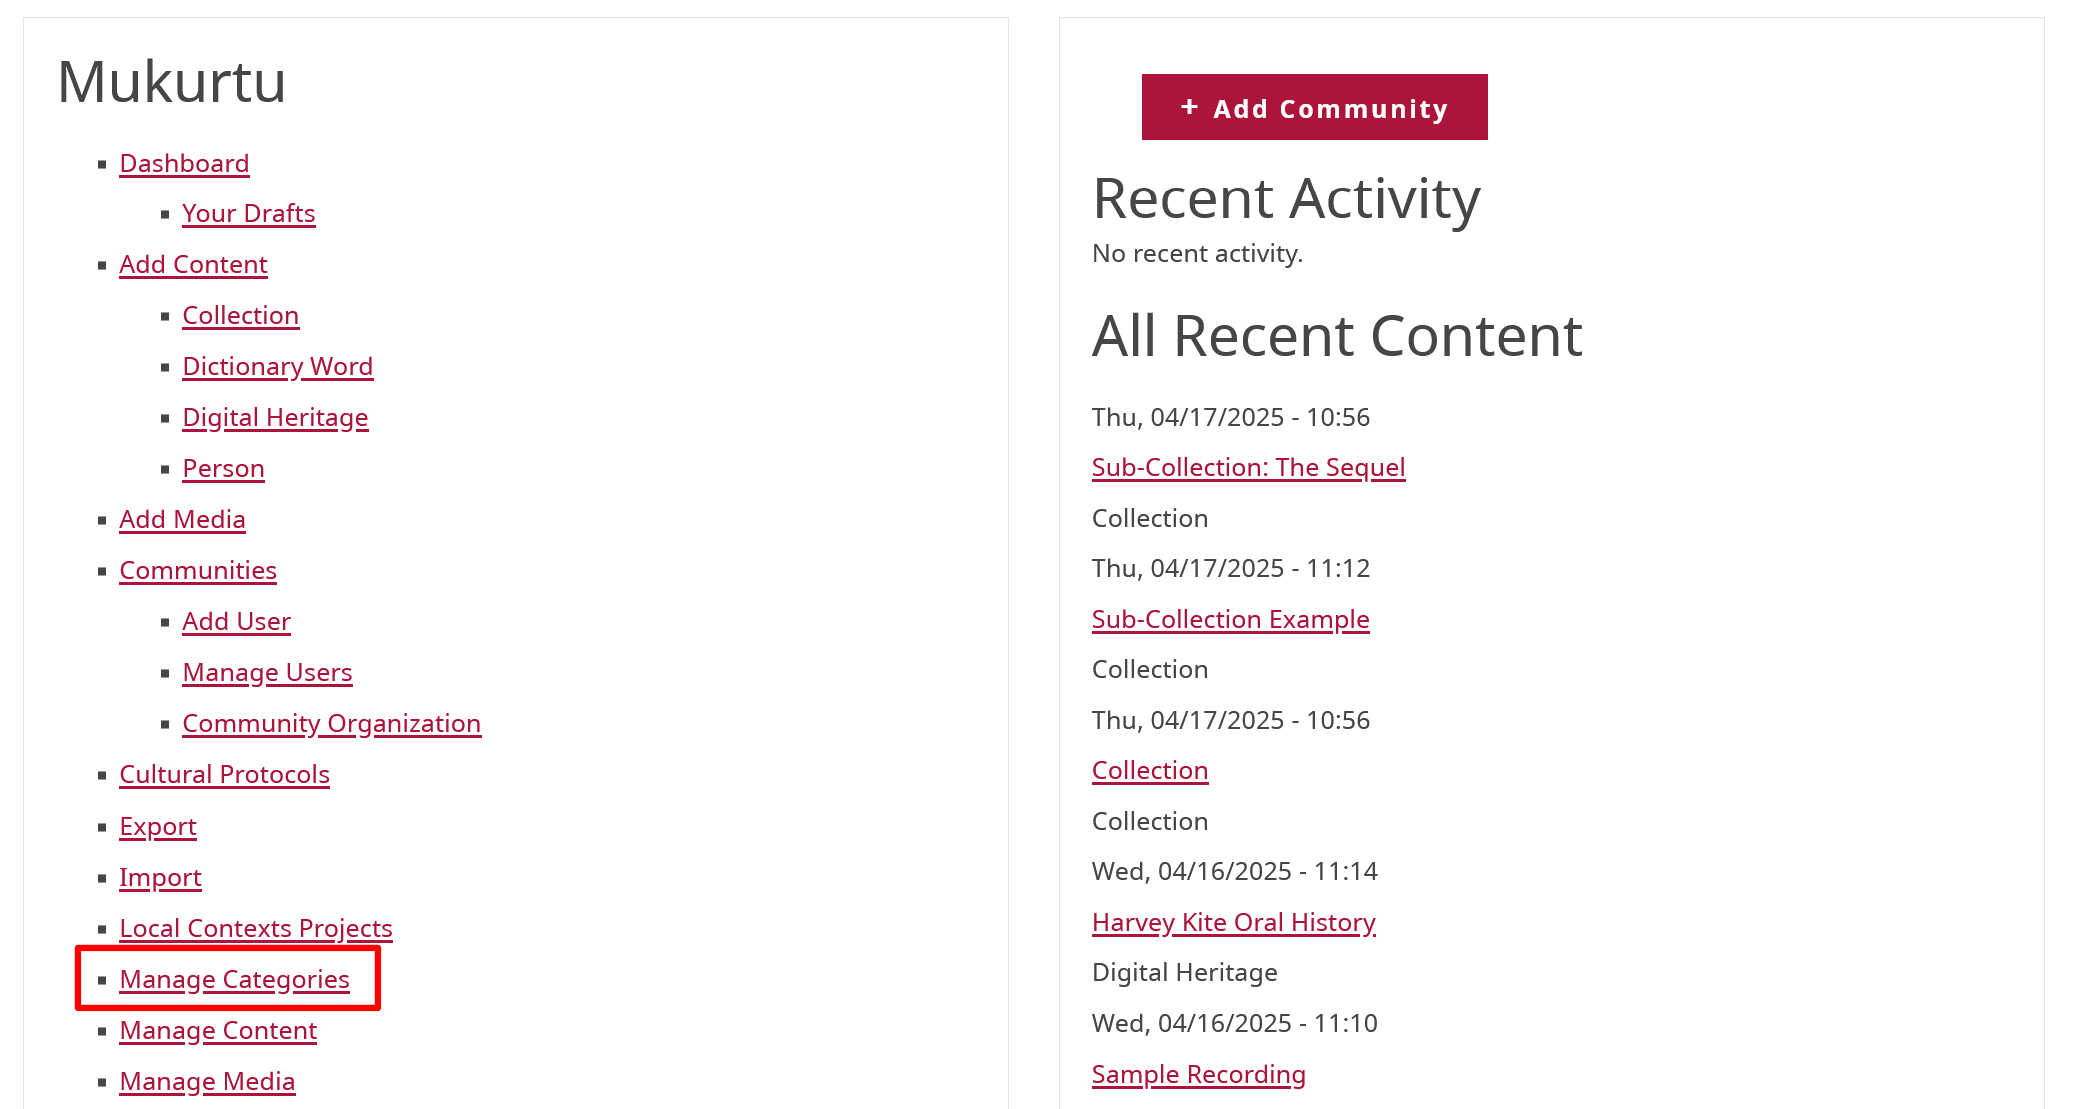 Mukurtu
Dashboard
Your Drafts
Add Content
Collection
Dictionary Word
Digital Heritage
Person
Add Media
Communities
Add User
Manage Users
Community Organization
Cultural Protocols
Export
Import
Local Contexts Projects
Manage Categories
Manage Content
Manage Media
+ Add Community
Recent Activity
No recent activity.
All Recent Content
Thu, 04/17/2025 - 10:56
Sub-Collection: The Sequel
Collection
Thu, 04/17/2025 - 11:12
Sub-Collection Example
Collection
Thu, 04/17/2025 - 10:56
Collection
Collection
Wed, 04/16/2025 - 11:14
Harvey Kite Oral History
Digital Heritage
Wed, 04/16/2025 - 11:10
Sample Recording